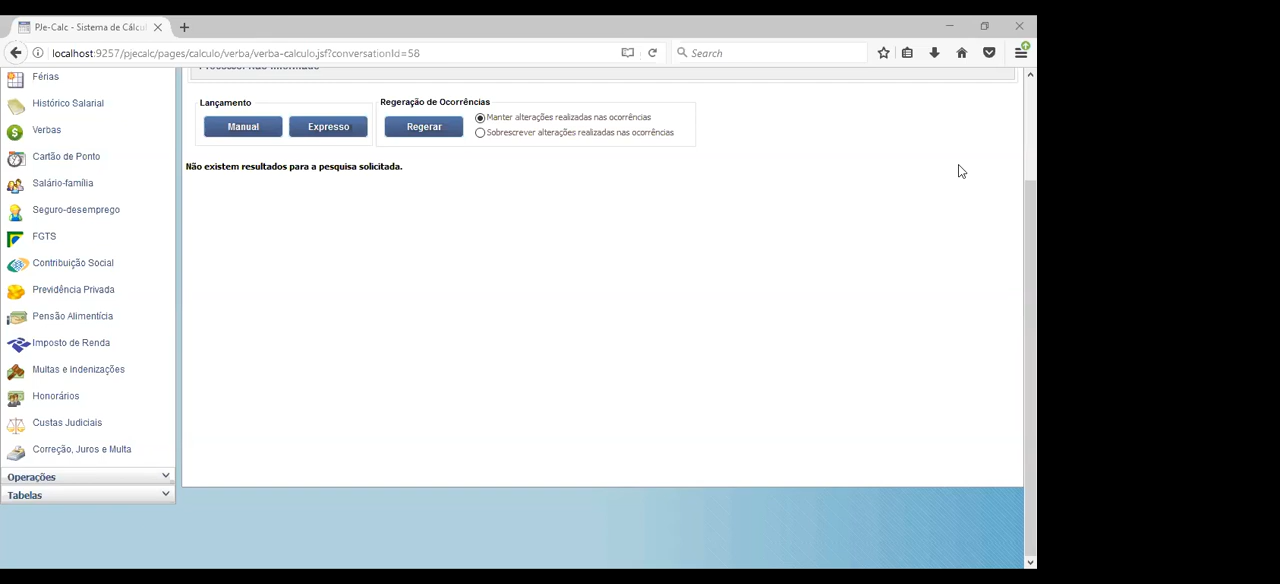 PJe-Calc - Sistema de Cálcul
localhost:9257/pjecalc/pages/calculo/verba/verba-calculo.jsf?conversationId=58
Search
Férias
Histórico Salarial
Verbas
Cartão de Ponto
Salário-família
Seguro-desemprego
FGTS
Contribuição Social
Previdência Privada
Pensão Alimentícia
Imposto de Renda
Multas e Indenizações
Honorários
Custas Judiciais
Correção, Juros e Multa
Operações
Tabelas
Lançamento
Manual
Expresso
Regeração de Ocorrências
Regerar
Manter alterações realizadas nas ocorrências
Sobrescrever alterações realizadas nas ocorrências
Não existem resultados para a pesquisa solicitada.